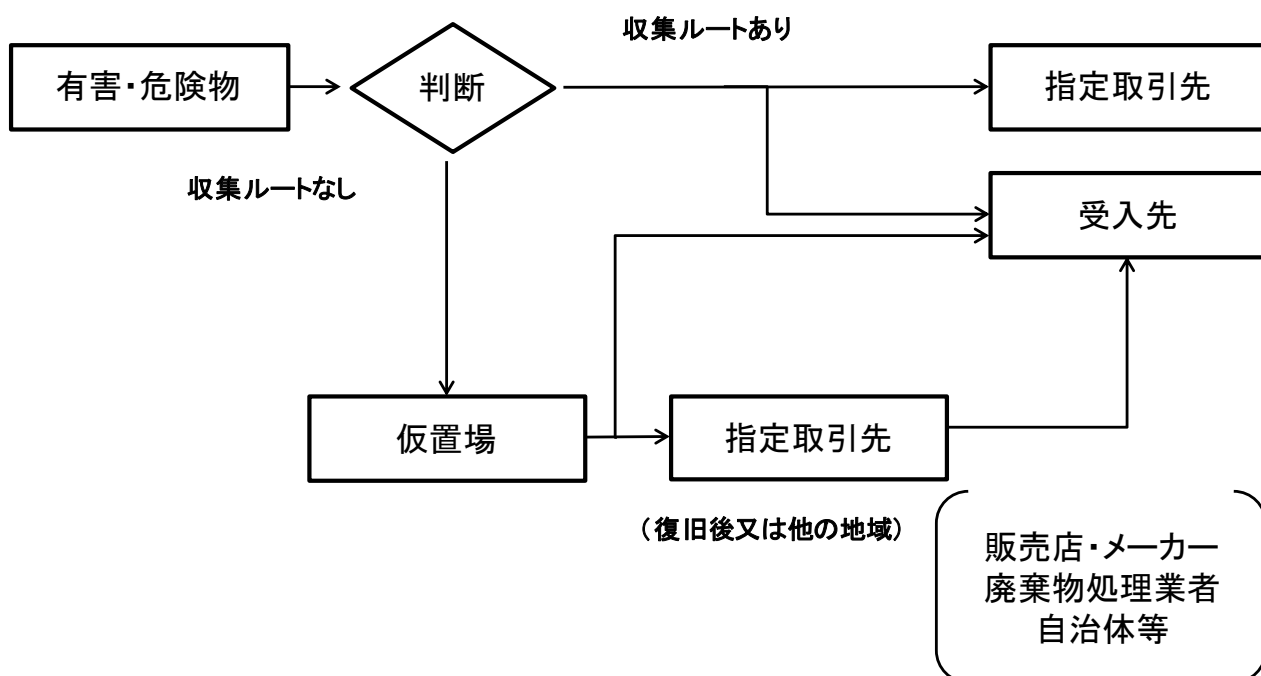 収集ルートあり
有害・危険物
判断
指定取引先
収集ルートなし
受入先
仮置場
指定取引先
（復旧後又は他の地域）
販売店・メーカー
廃棄物処理業者
自治体等